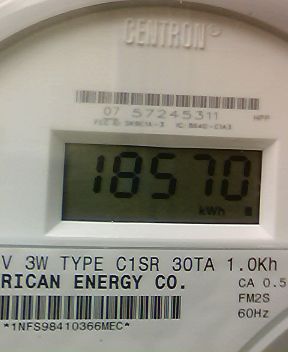 CENTRON®
07 57245311
HPP
18570
kWh
V 3W TYPE C1SR 30TA 1.0Kh
RICAN ENERGY CO.
CA 0.5
FM2S
60Hz
*1NFS98410366MEC*